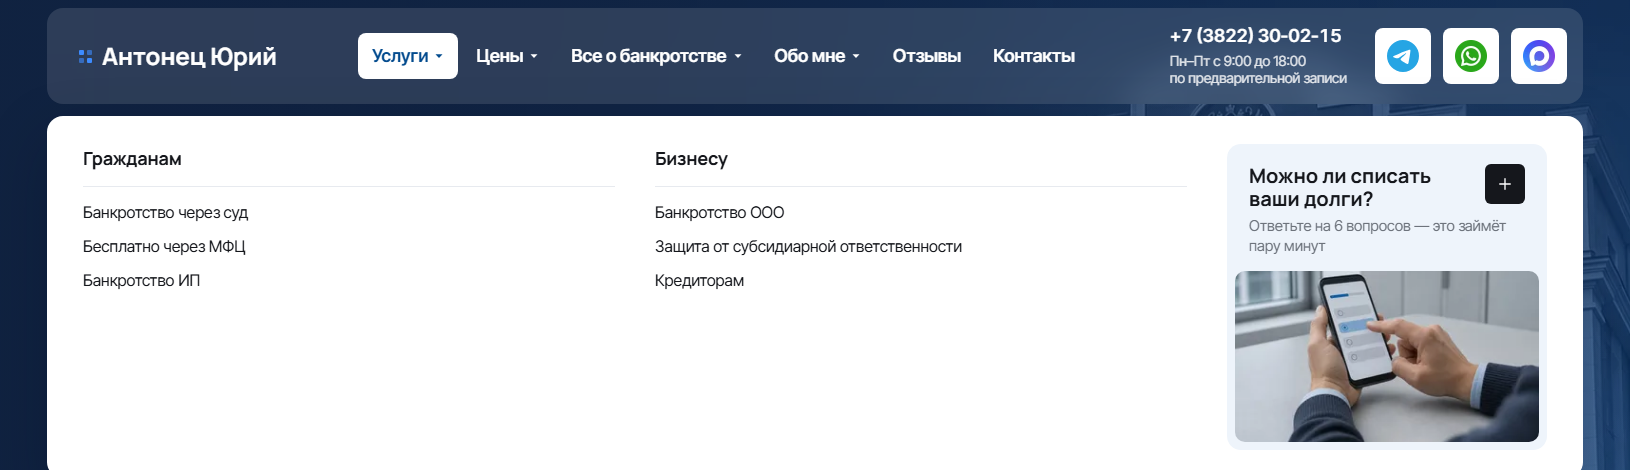 Антонец Юрий
Услуги
Цены
Все о банкротстве
Обо мне
Отзывы
Контакты
+7 (3822) 30-02-15
Пн–Пт с 9:00 до 18:00
по предварительной записи
Гражданам
Банкротство через суд
Бесплатно через МФЦ
Банкротство ИП
Бизнесу
Банкротство ООО
Защита от субсидиарной ответственности
Кредиторам
Можно ли списать
ваши долги?
Ответьте на 6 вопросов — это займёт
пару минут